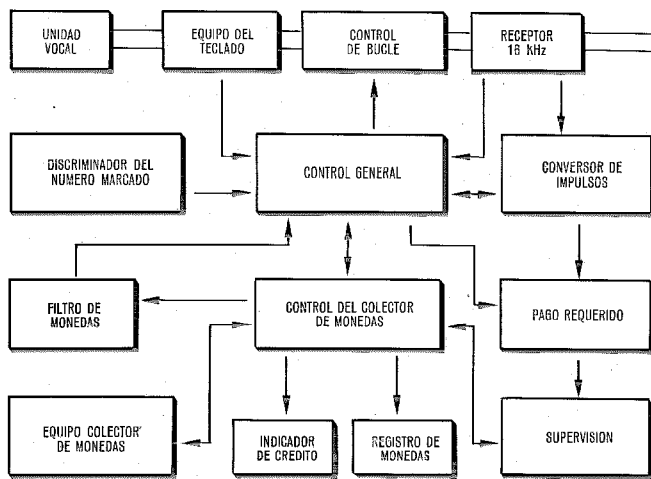 UNIDAD
VOCAL
EQUIPO DEL
TECLADO
CONTROL
DE BUCLE
RECEPTOR
16 KHz
DISCRIMINADOR DEL
NUMERO MARCADO
CONTROL GENERAL
CONVERSOR DE
IMPULSOS
FILTRO DE
MONEDAS
CONTROL DEL COLECTOR
DE MONEDAS
PAGO REQUERIDO
EQUIPO COLECTOR
DE MONEDAS
INDICADOR
DE CREDITO
REGISTRO DE
MONEDAS
SUPERVISION